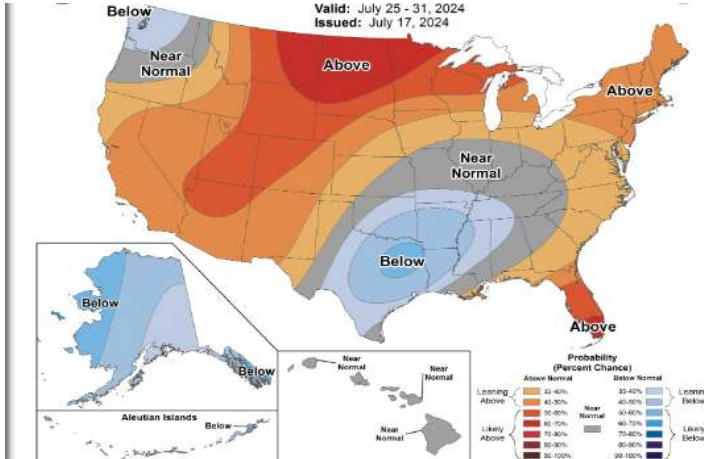 Valid: July 25 - 31, 2024
Issued: July 17, 2024
Below
Near
Normal
Above
Above
Near
Normal
Below
Above
Below
Below
Aleutian Islands
Below
Near
Normal
Near
Normal
Near
Normal
Probability
(Percent Chance)
Above Normal
Below Normal
Leaning
Above
Likely
Above
33-40%
40-50%
50-60%
60-70%
70-80%
80-90%
90-100%
Near
Normal
33-40%
40-50%
50-60%
60-70%
70-80%
80-90%
90-100%
Leaning
Below
Likely
Below